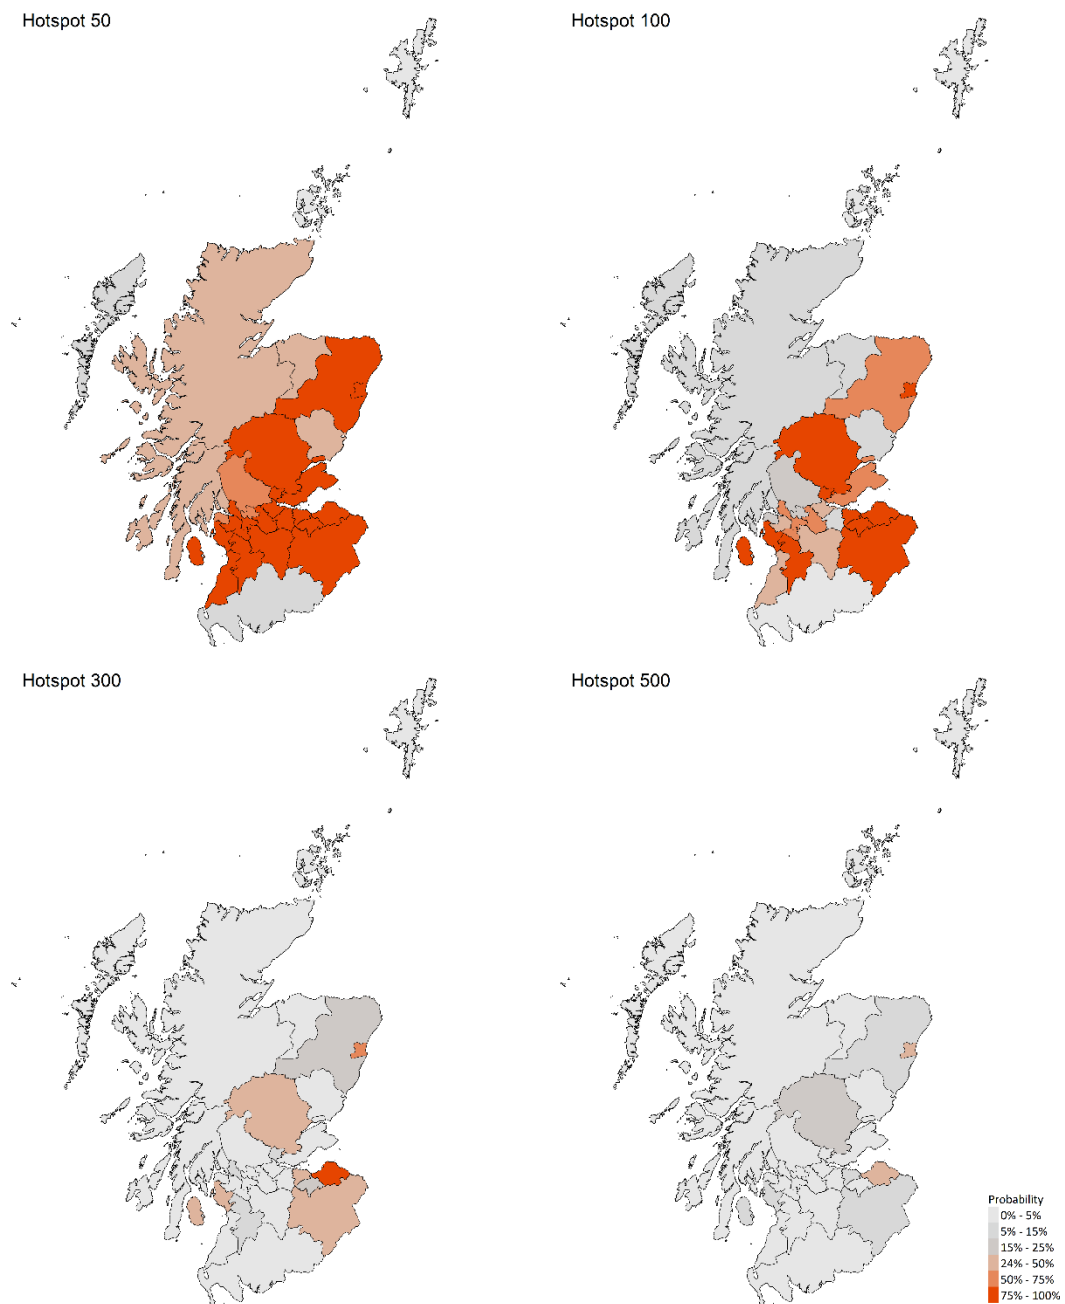 Hotspot 50
Hotspot 100
Hotspot 300
Hotspot 500
Probability
0% - 5%
5% - 15%
15% - 25%
24% - 50%
50% - 75%
75% - 100%